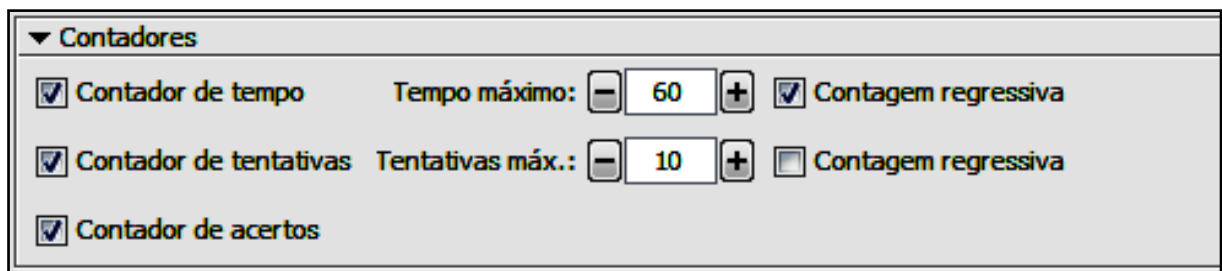 Contadores
Contador de tempo Tempo máximo: 60 Contagem regressiva
Contador de tentativas Tentativas máx.: 10 Contagem regressiva
Contador de acertos